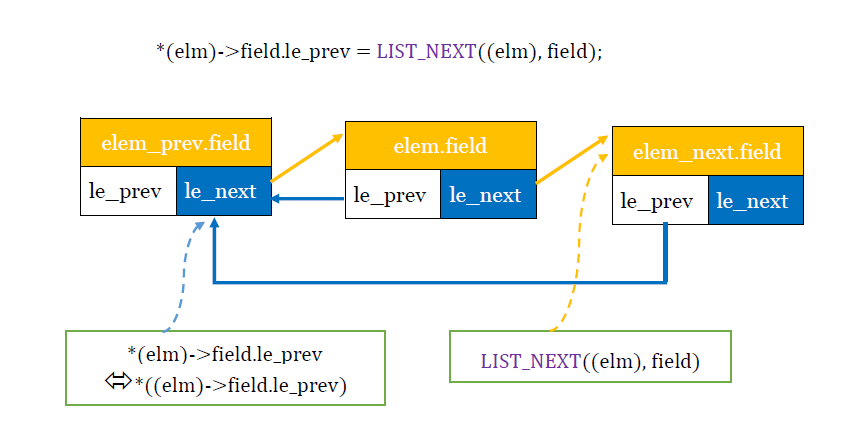 *(elm)->field.le_prev = LIST_NEXT((elm), field);
elem_prev.field
le_prev
le_next
elem.field
le_prev
le_next
elem_next.field
le_prev
le_next
*(elm)->field.le_prev
⬄*((elm)->field.le_prev)
LIST_NEXT((elm), field)